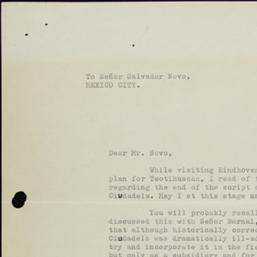 To Señor Salvador Novo,
MEXICO CITY.
Dear Mr. Novo,
While visiting Eindhoven
plan for Teotihuacan, I read of
regarding the end of the script
Ciudadela. May I at this stage
You will probably recall
discussed this with Señor Bernal,
that although historically correct
Ciudadela was dramatically ill-
try and incorporate it in the
but only as a subsidiary and for